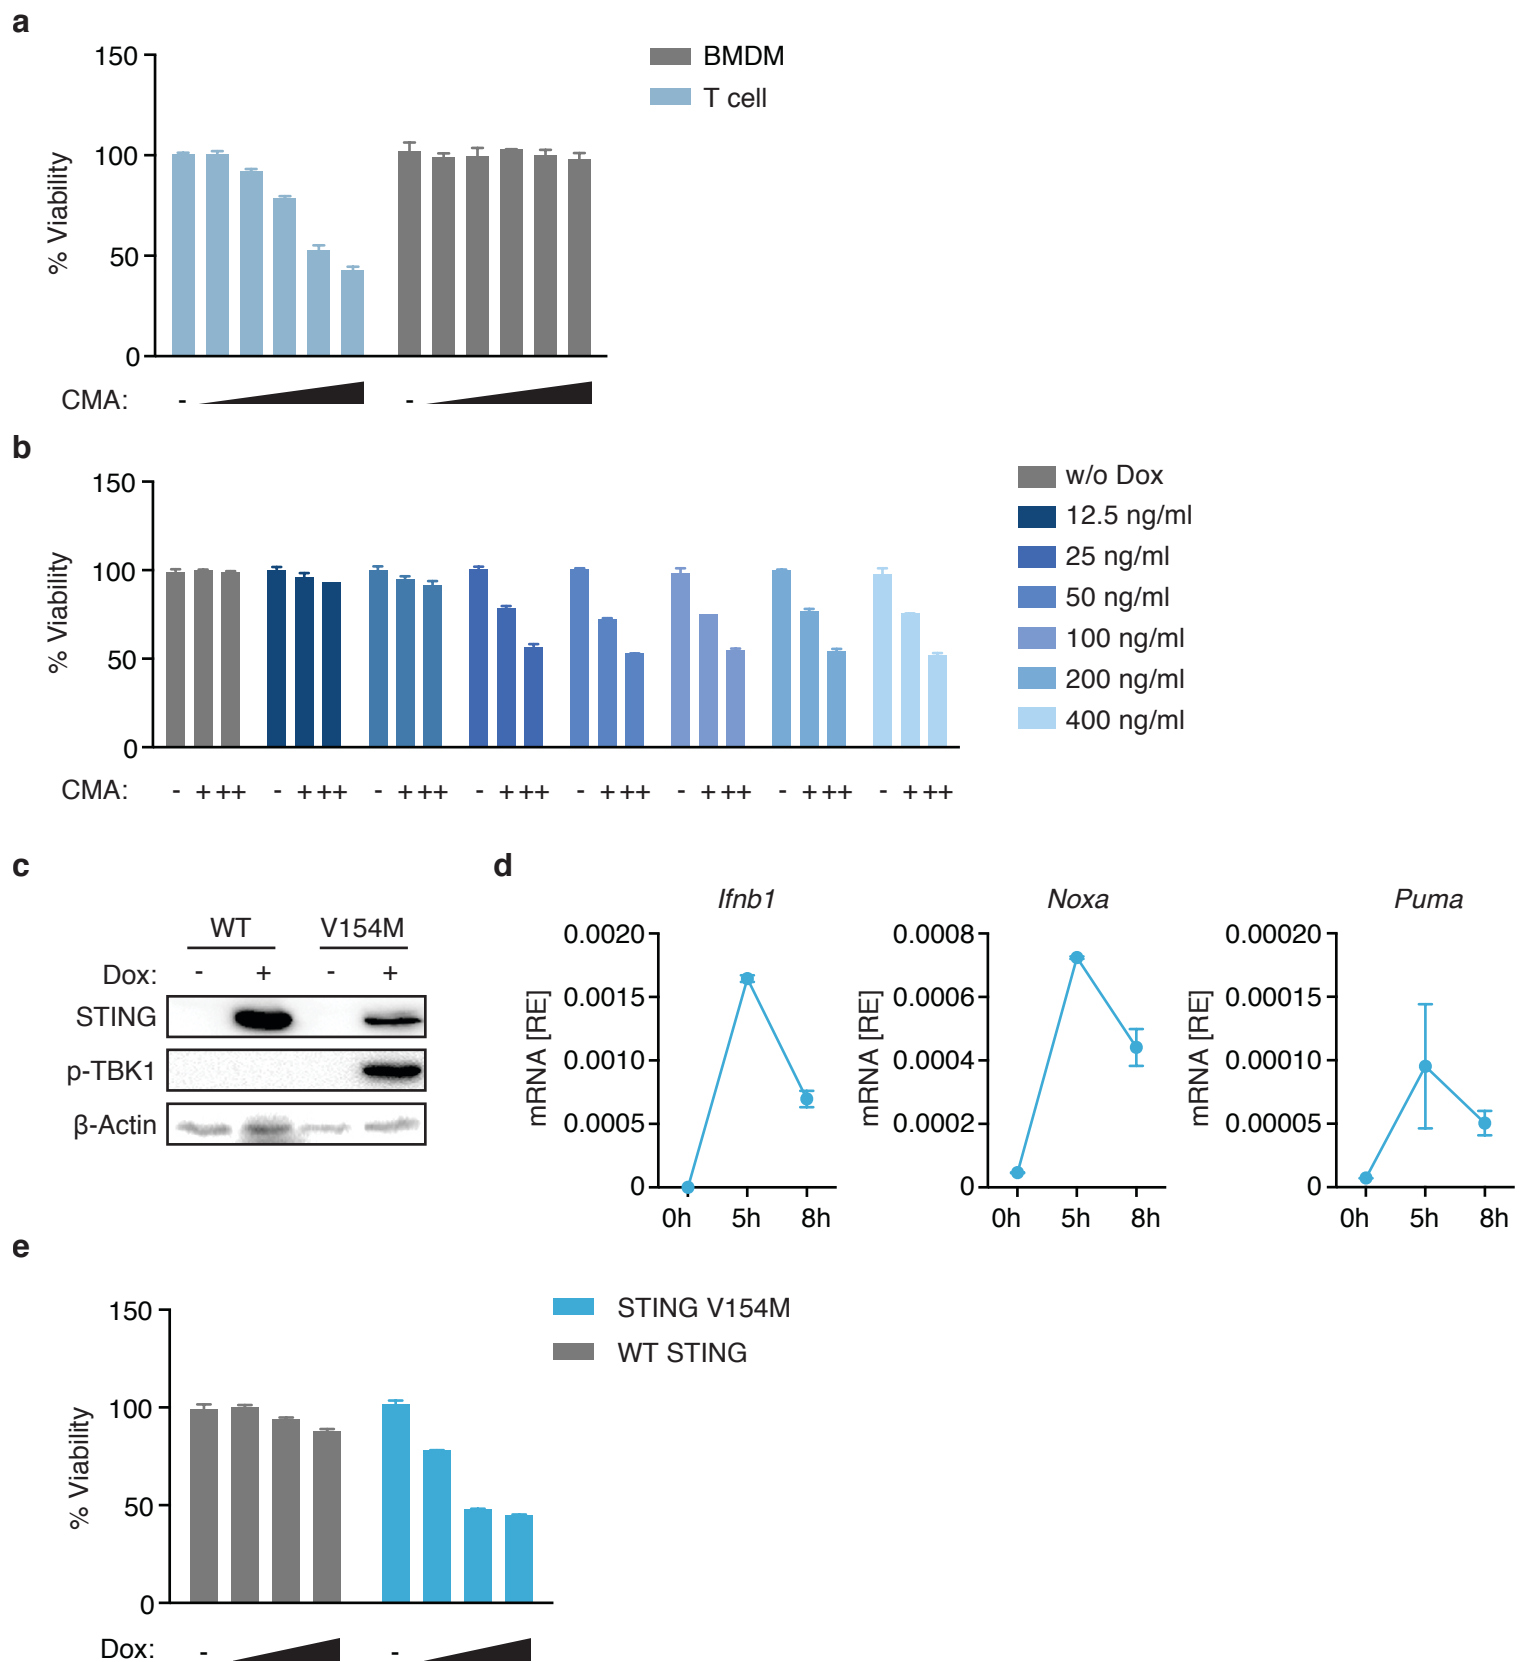 a
150
100
50
0
% Viability
BMDM
T cell
CMA:
-
-
b
150
100
50
0
% Viability
w/o Dox
12.5 ng/ml
25 ng/ml
50 ng/ml
100 ng/ml
200 ng/ml
400 ng/ml
CMA: - + ++ - + ++ - + ++ - + ++ - + ++ - + ++ - + ++ - + ++
c
WT V154M
Dox: - + - +
STING
p-TBK1
β-Actin
d
Ifnb1
0.0020
0.0015
0.0010
0.0005
0
mRNA [RE]
0h 5h 8h
Noxa
0.0008
0.0006
0.0004
0.0002
0
mRNA [RE]
0h 5h 8h
Puma
0.00020
0.00015
0.00010
0.00005
0
mRNA [RE]
0h 5h 8h
e
150
100
50
0
% Viability
STING V154M
WT STING
Dox: - -